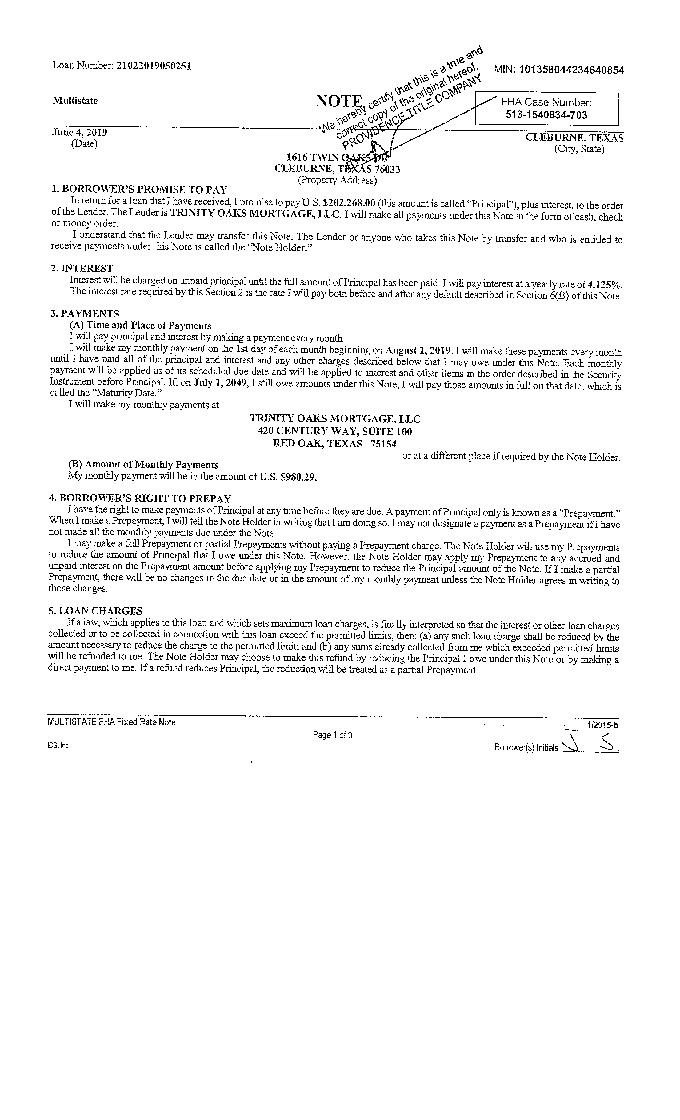 Loan Number: 21022019050251
MIN: 101358044234640854
Multistate
NOTE
We hereby certify that this is a true and
correct copy of the original hereof.
PROVIDENCE TITLE COMPANY
FHA Case Number:
513-1540834-703
June 4, 2019
(Date)
CLEBURNE, TEXAS
(City, State)
1616 TWIN OAKS DR
CLEBURNE, TEXAS 76033
(Property Address)
1. BORROWER'S PROMISE TO PAY
In return for a loan that I have received, I promise to pay U.S. $202,268.00 (this amount is called "Principal"), plus interest, to the order
of the Lender. The Lender is TRINITY OAKS MORTGAGE, LLC. I will make all payments under this Note in the form of cash, check
or money order.
I understand that the Lender may transfer this Note. The Lender or anyone who takes this Note by transfer and who is entitled to
receive payments under this Note is called the "Note Holder."
2. INTEREST
Interest will be charged on unpaid principal until the full amount of Principal has been paid. I will pay interest at a yearly rate of 4.125%.
The interest rate required by this Section 2 is the rate I will pay both before and after any default described in Section 6(B) of this Note.
3. PAYMENTS
(A) Time and Place of Payments
I will pay principal and interest by making a payment every month.
I will make my monthly payment on the 1st day of each month beginning on August 1, 2019. I will make these payments every month
until I have paid all of the principal and interest and any other charges described below that I may owe under this Note. Each monthly
payment will be applied as of its scheduled due date and will be applied to interest and other items in the order described in the Security
Instrument before Principal. If, on July 1, 2049, I still owe amounts under this Note, I will pay those amounts in full on that date, which is
called the "Maturity Date."
I will make my monthly payments at
TRINITY OAKS MORTGAGE, LLC
420 CENTURY WAY, SUITE 100
RED OAK, TEXAS 75154
or at a different place if required by the Note Holder.
(B) Amount of Monthly Payments
My monthly payment will be in the amount of U.S. $980.29.
4. BORROWER'S RIGHT TO PREPAY
I have the right to make payments of Principal at any time before they are due. A payment of Principal only is known as a "Prepayment."
When I make a Prepayment, I will tell the Note Holder in writing that I am doing so. I may not designate a payment as a Prepayment if I have
not made all the monthly payments due under the Note.
I may make a full Prepayment or partial Prepayments without paying a Prepayment charge. The Note Holder will use my Prepayments
to reduce the amount of Principal that I owe under this Note. However, the Note Holder may apply my Prepayment to any accrued and
unpaid interest on the Prepayment amount before applying my Prepayment to reduce the Principal amount of the Note. If I make a partial
Prepayment, there will be no changes in the due date or in the amount of my monthly payment unless the Note Holder agrees in writing to
those changes.
5. LOAN CHARGES
If a law, which applies to this loan and which sets maximum loan charges, is finally interpreted so that the interest or other loan charges
collected or to be collected in connection with this loan exceed the permitted limits, then: (a) any such loan charge shall be reduced by the
amount necessary to reduce the charge to the permitted limit; and (b) any sums already collected from me which exceeded permitted limits
will be refunded to me. The Note Holder may choose to make this refund by reducing the Principal I owe under this Note or by making a
direct payment to me. If a refund reduces Principal, the reduction will be treated as a partial Prepayment.
MULTISTATE FHA Fixed Rate Note
1/2015-b
Page 1 of 3
IDS, Inc.
Borrower(s) Initials J S